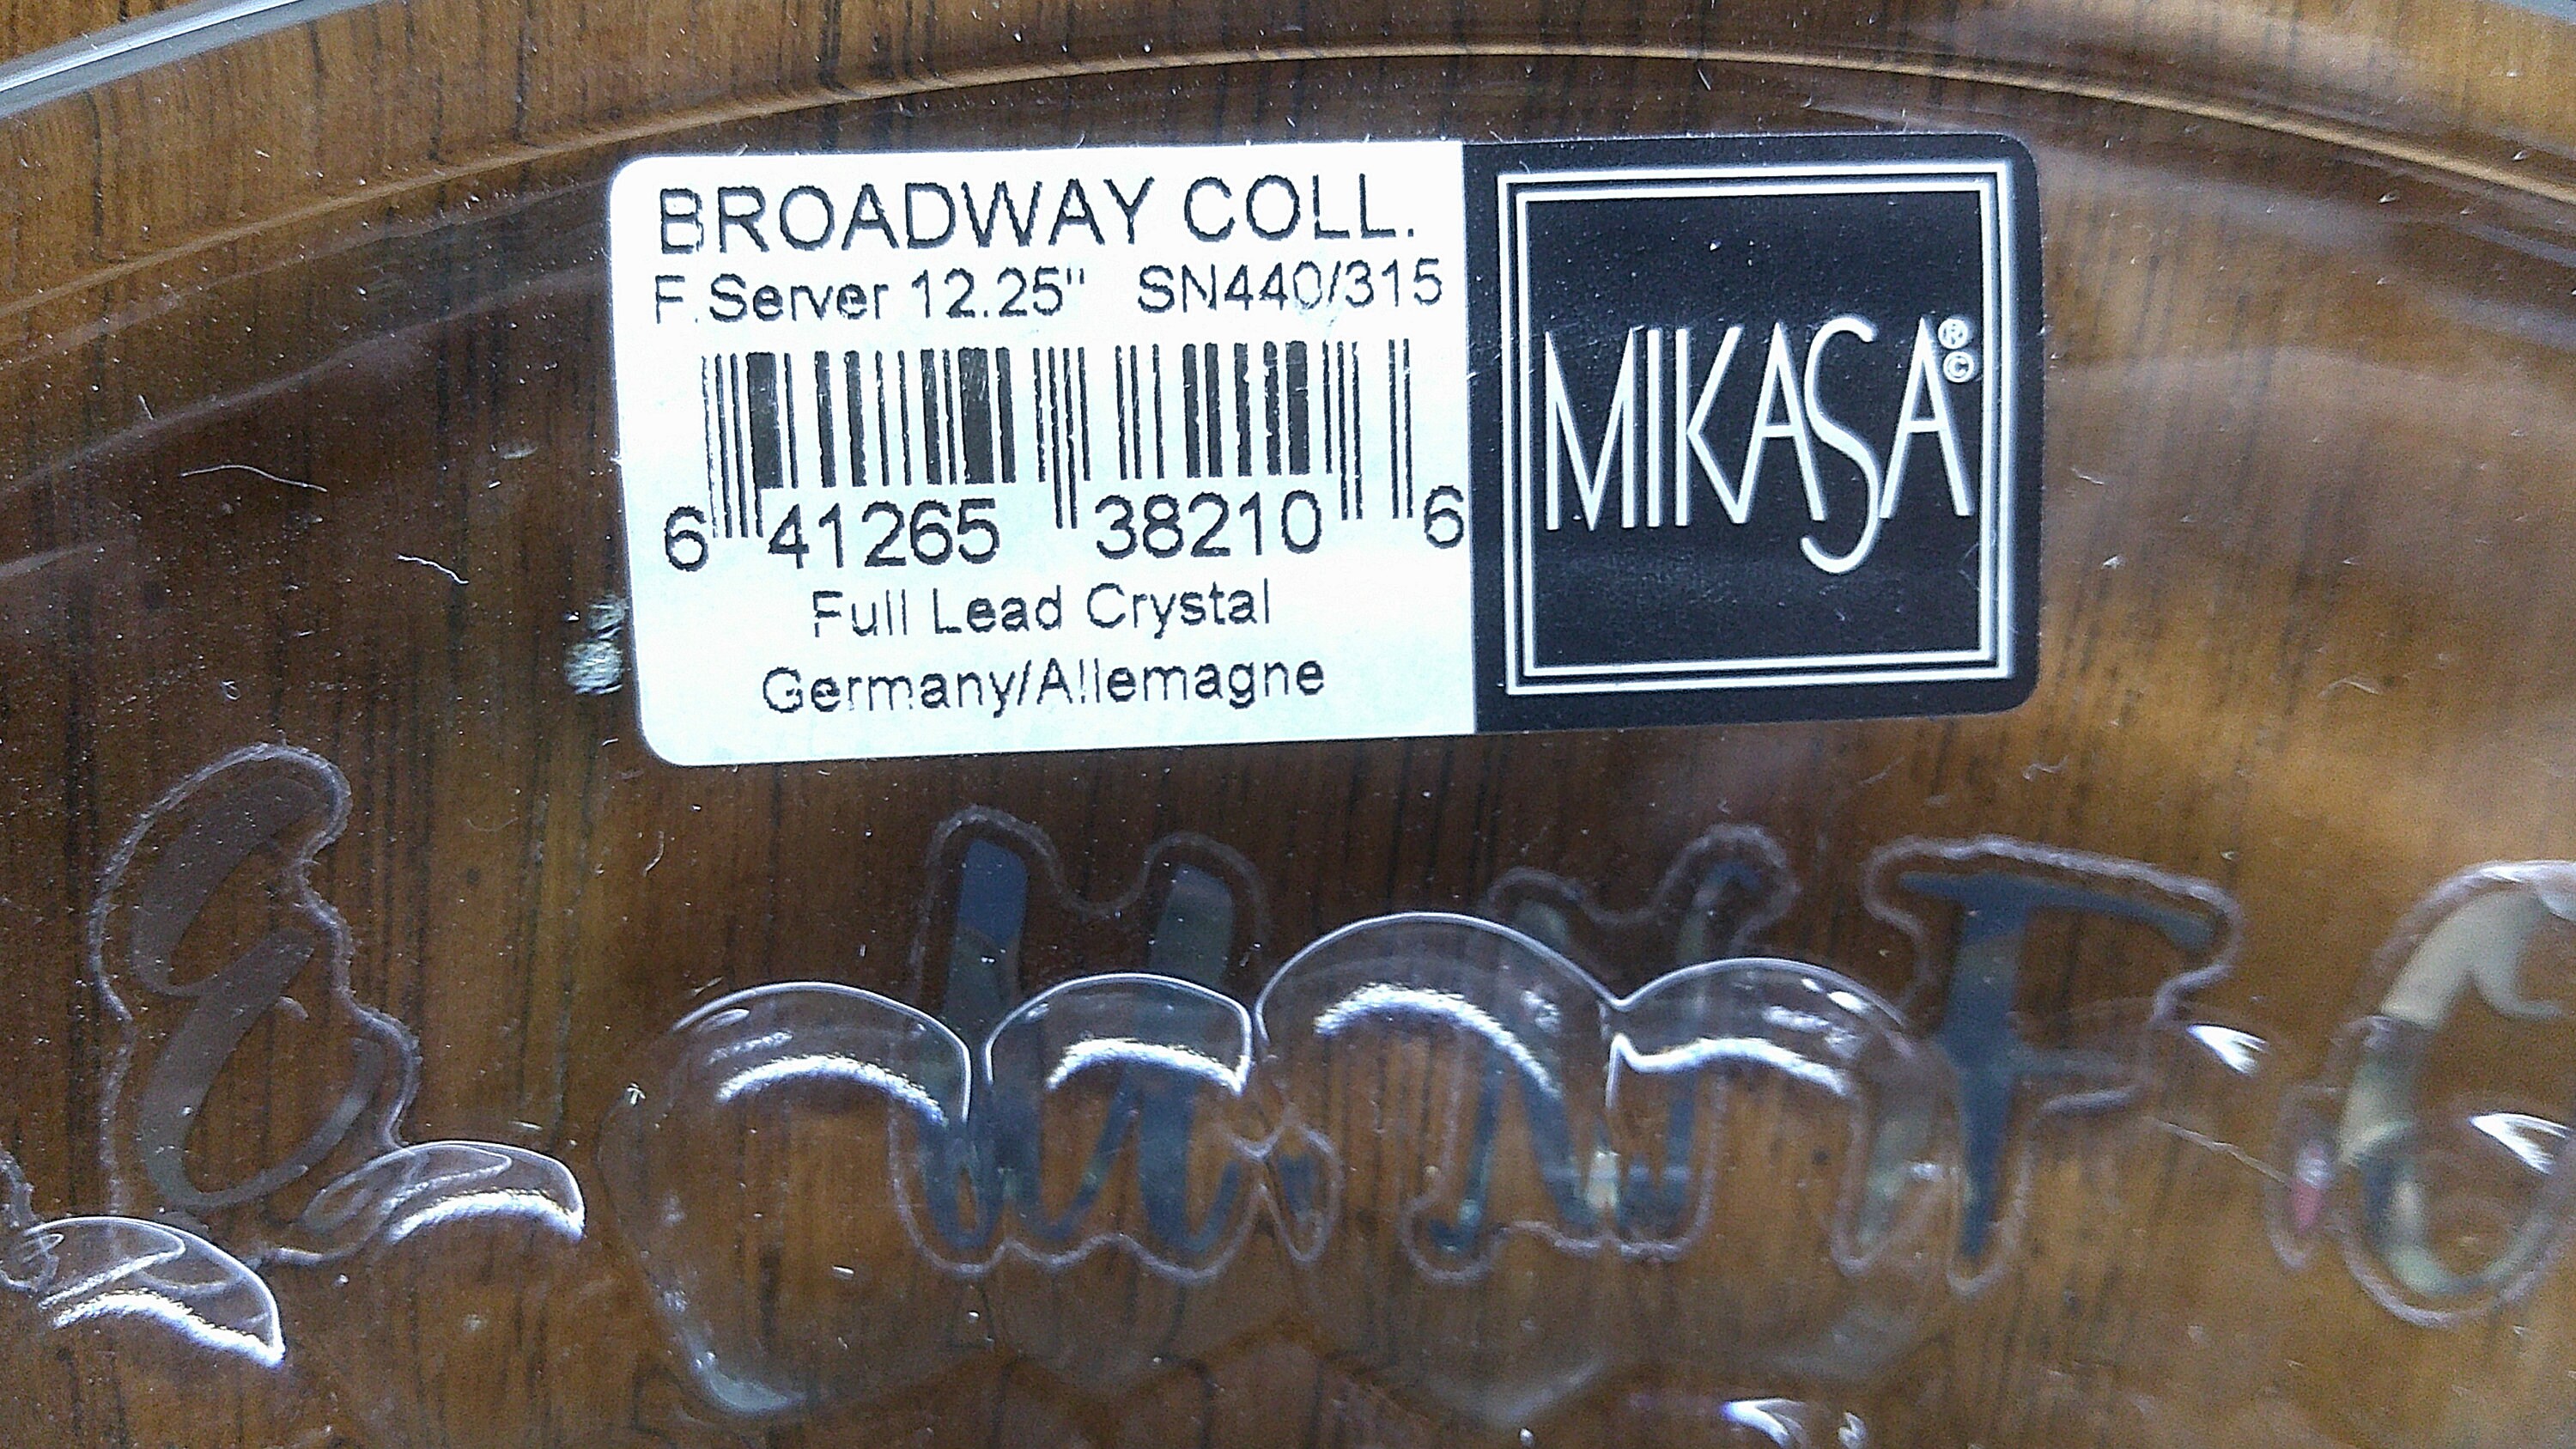 BROADWAY COLL.
F. Server 12.25" SN440/315
6 41265 38210 6
Full Lead Crystal
Germany/Allemagne
MIKASA®©